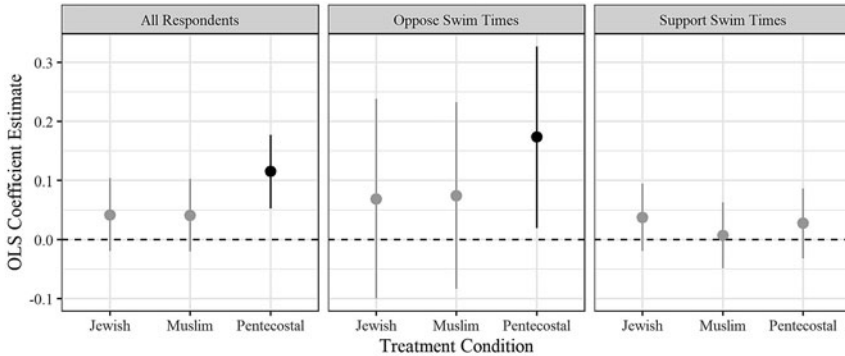 All Respondents
Oppose Swim Times
Support Swim Times
OLS Coefficient Estimate
0.3
0.2
0.1
0.0
-0.1
Jewish Muslim Pentecostal
Jewish Muslim Pentecostal
Jewish Muslim Pentecostal
Treatment Condition